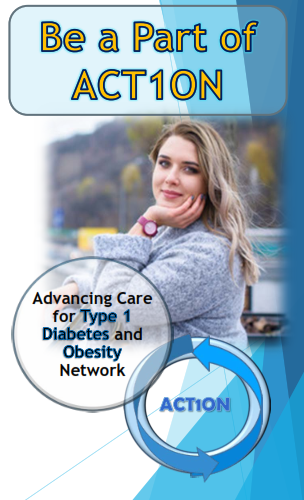 Be a Part of
ACT1ON
Advancing Care
for Type 1
Diabetes and
Obesity
Network
ACT1ON